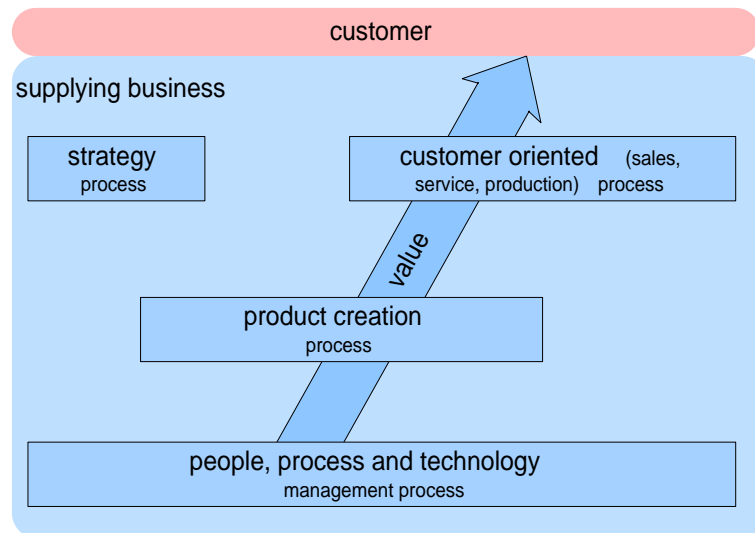 customer
supplying business
strategy
process
customer oriented (sales,
service, production) process
value
product creation
process
people, process and technology
management process